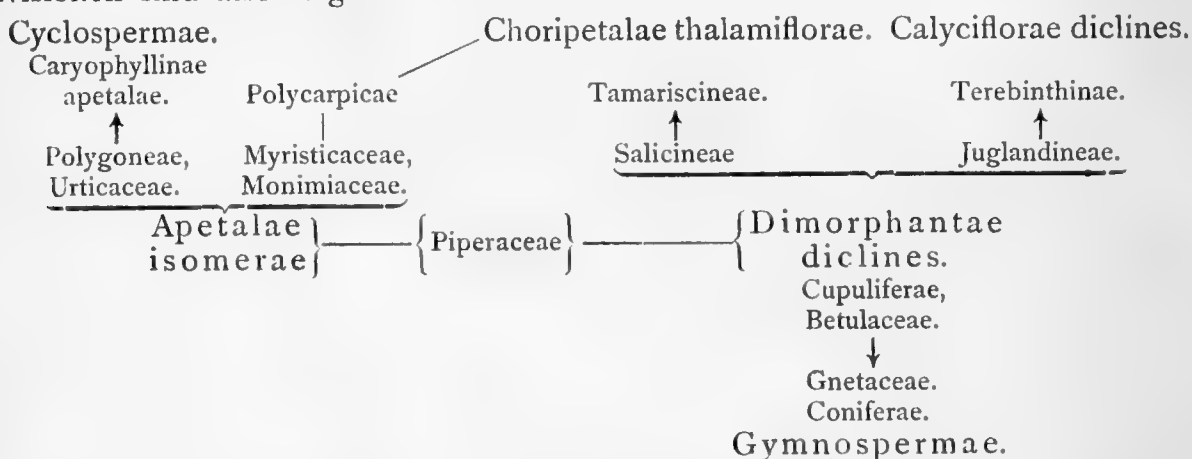 Cyclospermae. Choripetalae thalamiflorae. Calyciflorae diclines.
Caryophyllinae
apetalae. Polycarpicae Tamariscineae. Terebinthinae.
Polygoneae, Myristicaceae, Salicineae Juglandineae.
Urticaceae. Monimiaceae.
Apetalae
isomerae
Piperaceae
Dimorphantae
diclines.
Cupuliferae,
Betulaceae.
Gnetaceae.
Coniferae.
Gymnospermae.